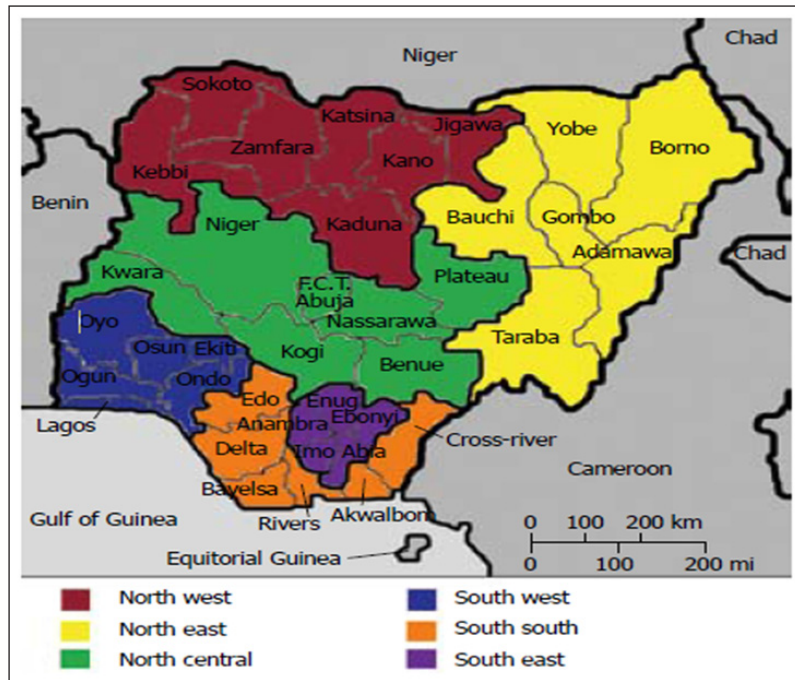 Chad
Niger
Sokoto
Katsina
Jigawa
Yobe
Borno
Zamfara
Kano
Kebbi
Benin
Niger
Kaduna
Bauchi
Gombo
Adamawa
Chad
Kwara
F.C.T.
Abuja
Plateau
Nassarawa
Oyo
Osun
Ekiti
Kogi
Benue
Taraba
Ogun
Ondo
Lagos
Edo
Enug
Ebonyi
Anambra
Delta
Imo
Abia
Cross-river
Cameroon
Bayelsa
Gulf of Guinea
Rivers
Akwalbom
Equitorial Guinea
0 100 200 km
0 100 200 mi
North west
North east
North central
South west
South south
South east